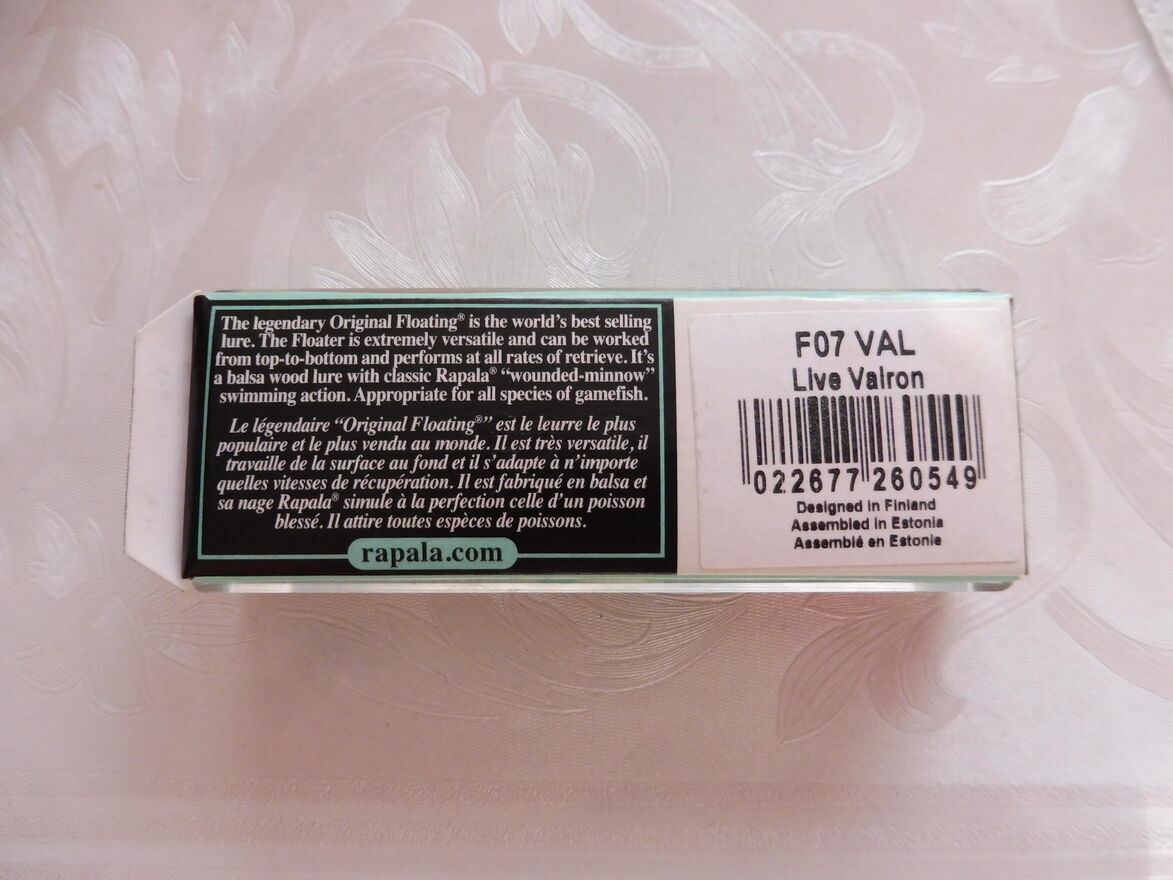 The legendary Original Floating® is the world's best selling
lure. The Floater is extremely versatile and can be worked
from top-to-bottom and performs at all rates of retrieve. It's
a balsa wood lure with classic Rapala® “wounded-minnow”
swimming action. Appropriate for all species of gamefish.
Le légendaire “Original Floating®” est le leurre le plus
populaire et le plus vendu au monde. Il est très versatile, il
travaille de la surface au fond et il s'adapte à n'importe
quelles vitesses de récupération. Il est fabriqué en balsa et
sa nage Rapala® simule à la perfection celle d'un poisson
blessé. Il attire toutes espèces de poissons.
rapala.com
F07 VAL
Live Vairon
022677 260549
Designed in Finland
Assembled in Estonia
Assemblé en Estonie